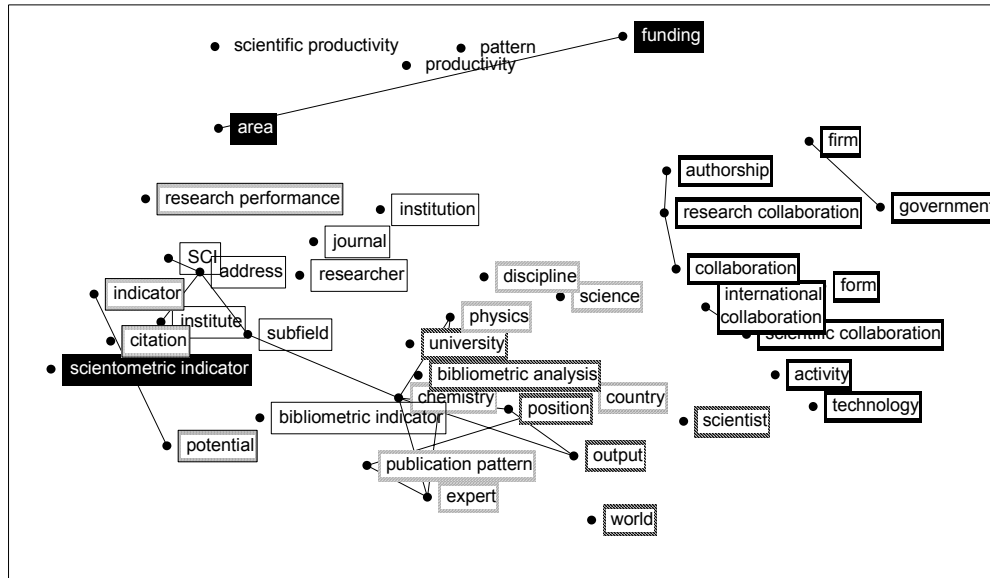 funding
scientific productivity
pattern
productivity
area
firm
authorship
research performance
institution
research collaboration
government
journal
SCI
address
researcher
collaboration
discipline
form
indicator
science
international
collaboration
physics
institute
subfield
scientific collaboration
citation
university
scientometric indicator
bibliometric analysis
activity
chemistry
country
position
technology
bibliometric indicator
scientist
potential
publication pattern
output
expert
world